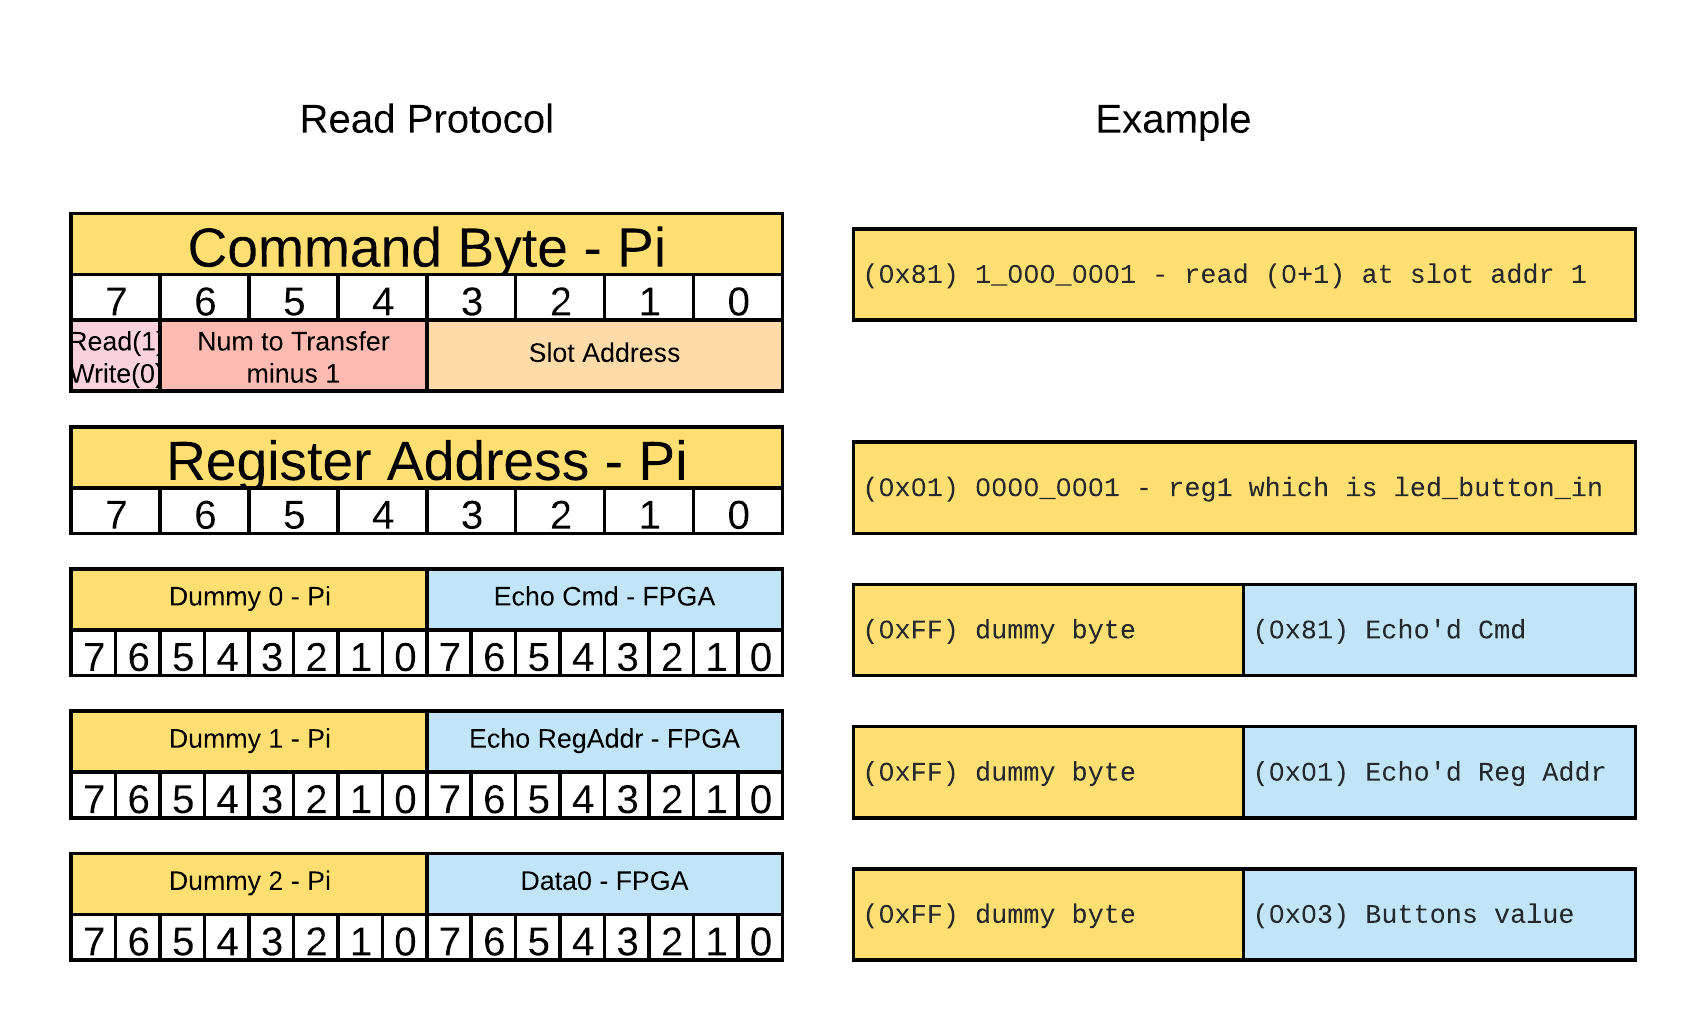 Read Protocol
Example
Command Byte - Pi
7 6 5 4 3 2 1 0
Read(1)
Write(0)
Num to Transfer
minus 1
Slot Address
(0x81) 1_000_0001 - read (0+1) at slot addr 1
Register Address - Pi
7 6 5 4 3 2 1 0
(0x01) 0000_0001 - reg1 which is led_button_in
Dummy 0 - Pi
Echo Cmd - FPGA
7 6 5 4 3 2 1 0 7 6 5 4 3 2 1 0
(0xFF) dummy byte
(0x81) Echo'd Cmd
Dummy 1 - Pi
Echo RegAddr - FPGA
7 6 5 4 3 2 1 0 7 6 5 4 3 2 1 0
(0xFF) dummy byte
(0x01) Echo'd Reg Addr
Dummy 2 - Pi
Data0 - FPGA
7 6 5 4 3 2 1 0 7 6 5 4 3 2 1 0
(0xFF) dummy byte
(0x03) Buttons value